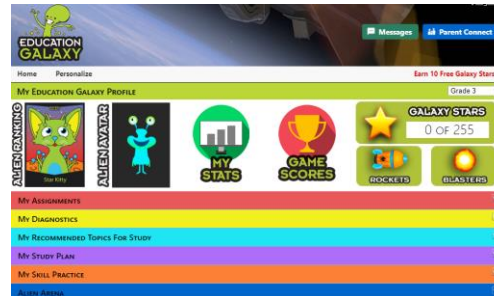 EDUCATION
GALAXY
Messages
Parent Connect
Home Personalize
Earn 10 Free Galaxy Stars
MY EDUCATION GALAXY PROFILE
Grade 3
ALIEN RANKING
Star Kitty
ALIEN AVATAR
MY
STATS
GAME
SCORES
GALAXY STARS
0 OF 255
ROCKETS
BLASTERS
MY ASSIGNMENTS
MY DIAGNOSTICS
MY RECOMMENDED TOPICS FOR STUDY
MY STUDY PLAN
MY SKILL PRACTICE
ALIEN ARENA